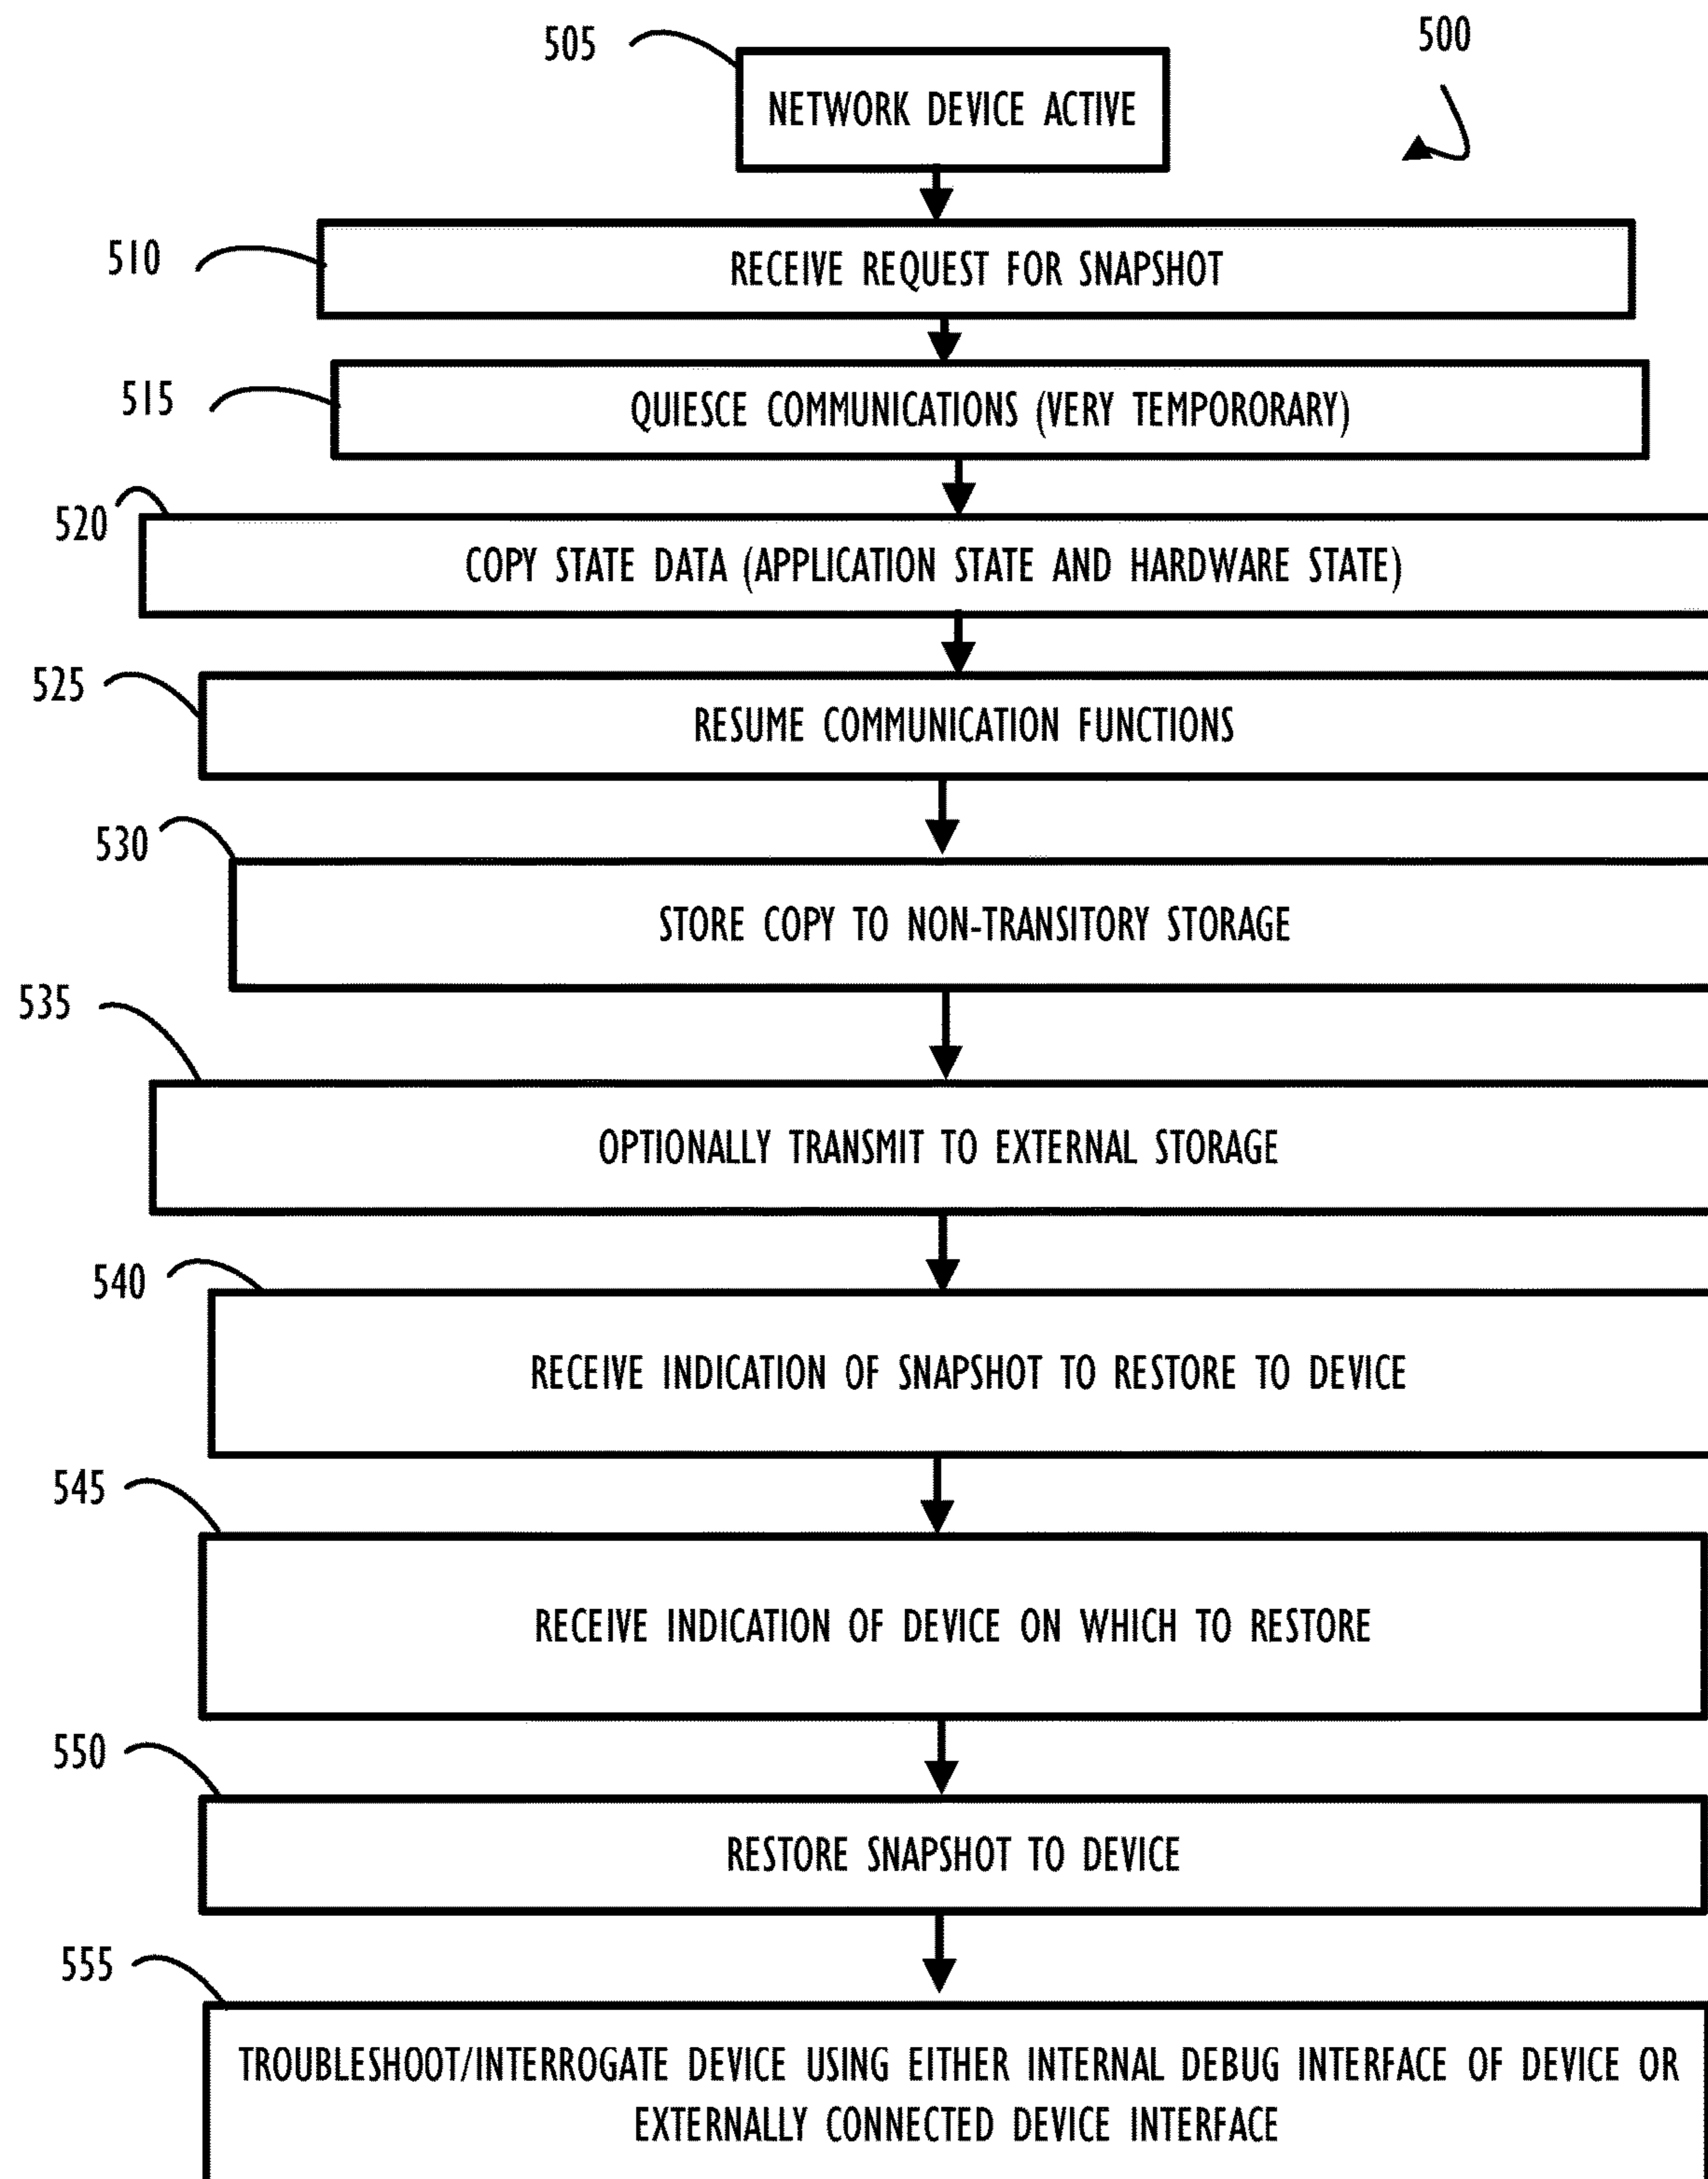 505
500
NETWORK DEVICE ACTIVE
510
RECEIVE REQUEST FOR SNAPSHOT
515
QUIESCE COMMUNICATIONS (VERY TEMPORORARY)
520
COPY STATE DATA (APPLICATION STATE AND HARDWARE STATE)
525
RESUME COMMUNICATION FUNCTIONS
530
STORE COPY TO NON-TRANSITORY STORAGE
535
OPTIONALLY TRANSMIT TO EXTERNAL STORAGE
540
RECEIVE INDICATION OF SNAPSHOT TO RESTORE TO DEVICE
545
RECEIVE INDICATION OF DEVICE ON WHICH TO RESTORE
550
RESTORE SNAPSHOT TO DEVICE
555
TROUBLESHOOT/INTERROGATE DEVICE USING EITHER INTERNAL DEBUG INTERFACE OF DEVICE OR
EXTERNALLY CONNECTED DEVICE INTERFACE